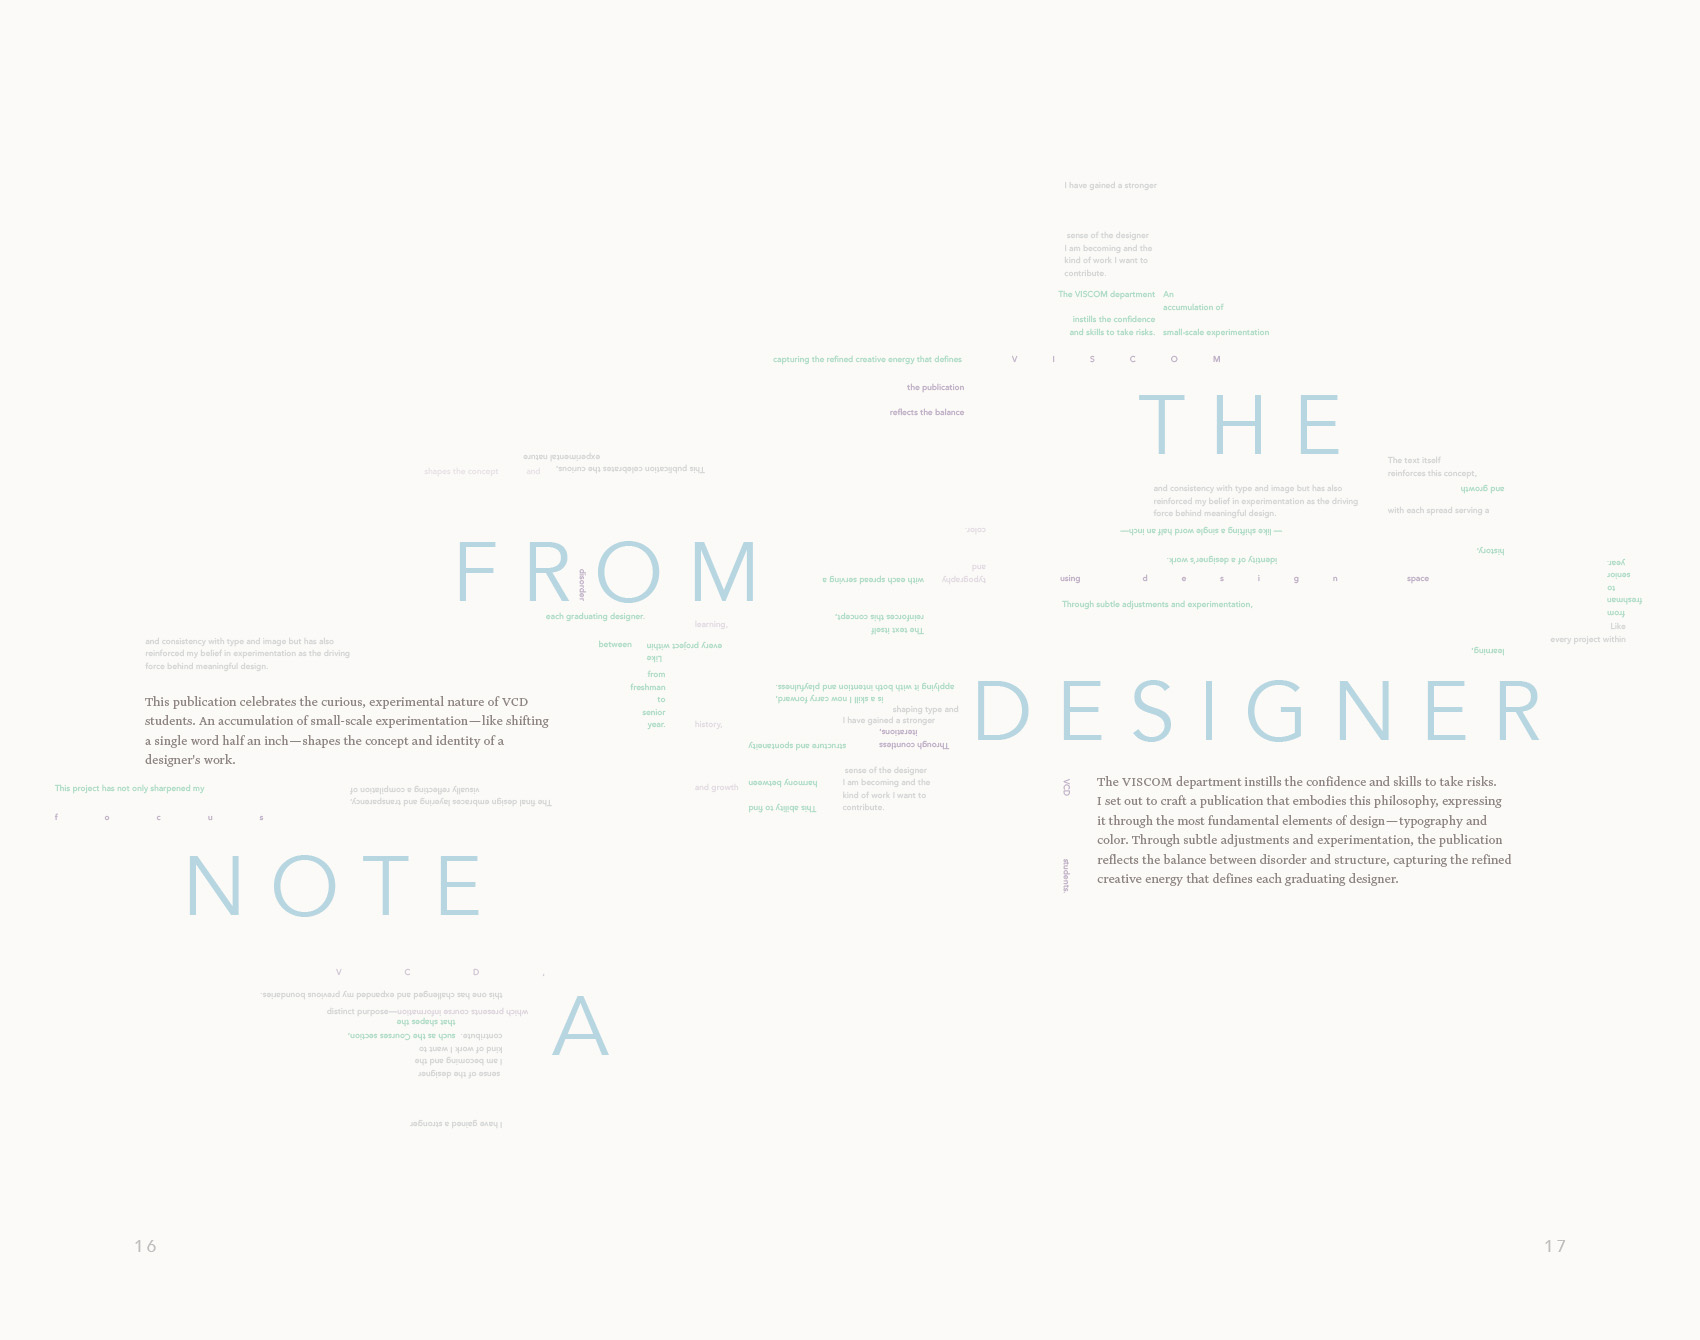 I have gained a stronger
sense of the designer
I am becoming and the
kind of work I want to
contribute.
The VISCOM department
instills the confidence
and skills to take risks.
An
accumulation of
small-scale experimentation
capturing the refined creative energy that defines
V I S C O M
the publication
reflects the balance
THE
experimental nature
This publication celebrates the curious,
shapes the concept
and
The text itself
reinforces this concept,
and growth
with each spread serving a
and consistency with type and image but has also
reinforced my belief in experimentation as the driving
force behind meaningful design.
— like shifting a single word half an inch—
identity of a designer's work.
history,
color.
and
typography
FROM
disorder
with each spread serving a
using
d e s i g n
space
year.
senior
to
freshman
from
Like
every project within
Through subtle adjustments and experimentation,
each graduating designer.
learning,
reinforces this concept,
The text itself
between
every project within
Like
from
freshman
to
senior
year.
history,
and growth
learning,
and consistency with type and image but has also
reinforced my belief in experimentation as the driving
force behind meaningful design.
This publication celebrates the curious, experimental nature of VCD
students. An accumulation of small-scale experimentation—like shifting
a single word half an inch—shapes the concept and identity of a
designer's work.
applying it with both intention and playfulness.
is a skill I now carry forward,
shaping type and
I have gained a stronger
iterations,
Through countless
structure and spontaneity
harmony between
This ability to find
sense of the designer
I am becoming and the
kind of work I want to
contribute.
DESIGNER
VCD
students.
The VISCOM department instills the confidence and skills to take risks.
I set out to craft a publication that embodies this philosophy, expressing
it through the most fundamental elements of design—typography and
color. Through subtle adjustments and experimentation, the publication
reflects the balance between disorder and structure, capturing the refined
creative energy that defines each graduating designer.
This project has not only sharpened my
f o c u s
visually reflecting a compilation of
The final design embraces layering and transparency,
NOTE
V C D ,
this one has challenged and expanded my previous boundaries.
which presents course information—
that shapes the
such as the Courses section,
contribute.
kind of work I want to
I am becoming and the
sense of the designer
I have gained a stronger
A
16
17